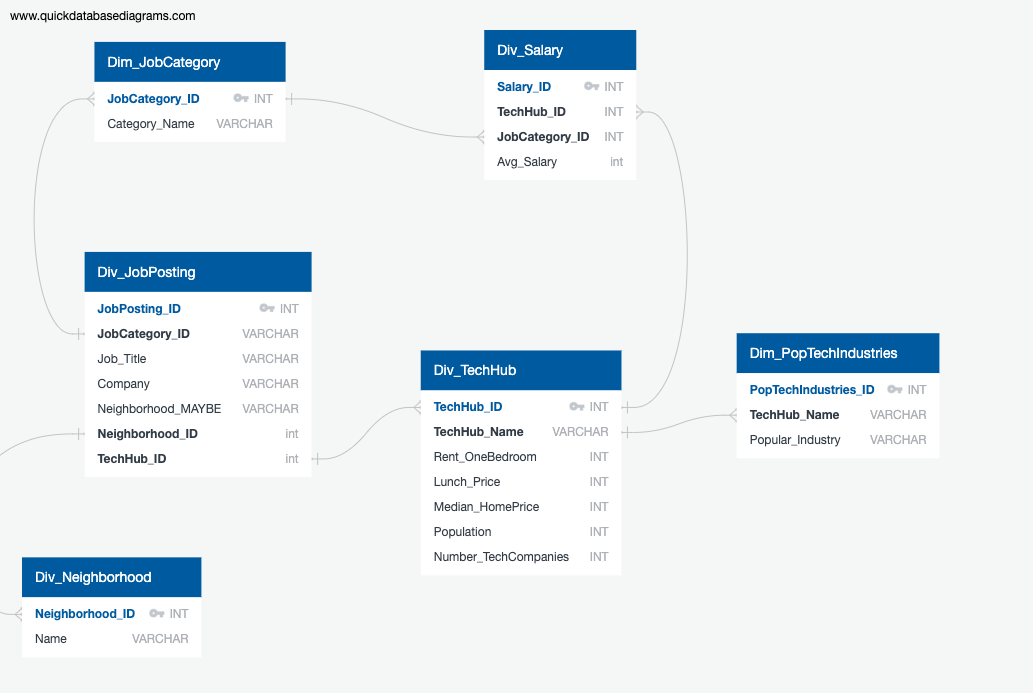 www.quickdatabasediagrams.com
Dim_JobCategory
JobCategory_ID INT
Category_Name VARCHAR
Div_Salary
Salary_ID INT
TechHub_ID INT
JobCategory_ID INT
Avg_Salary int
Div_JobPosting
JobPosting_ID INT
JobCategory_ID VARCHAR
Job_Title VARCHAR
Company VARCHAR
Neighborhood_MAYBE VARCHAR
Neighborhood_ID int
TechHub_ID int
Div_TechHub
TechHub_ID INT
TechHub_Name VARCHAR
Rent_OneBedroom INT
Lunch_Price INT
Median_HomePrice INT
Population INT
Number_TechCompanies INT
Dim_PopTechIndustries
PopTechIndustries_ID INT
TechHub_Name VARCHAR
Popular_Industry VARCHAR
Div_Neighborhood
Neighborhood_ID INT
Name VARCHAR